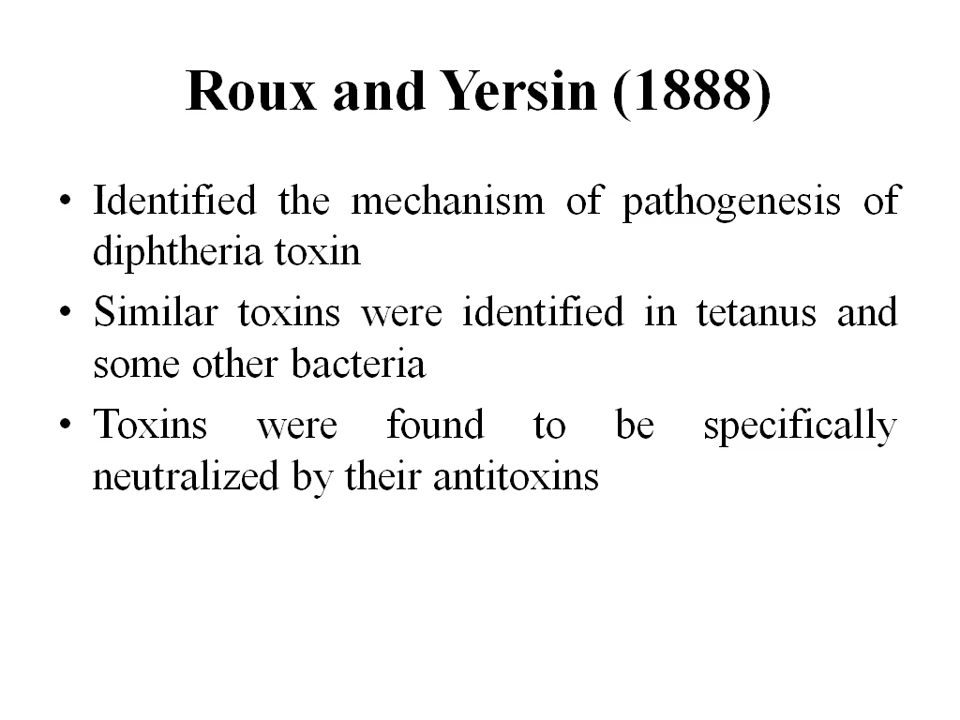 Roux and Yersin (1888)
• Identified the mechanism of pathogenesis of
diphtheria toxin
• Similar toxins were identified in tetanus and
some other bacteria
• Toxins were found to be specifically
neutralized by their antitoxins